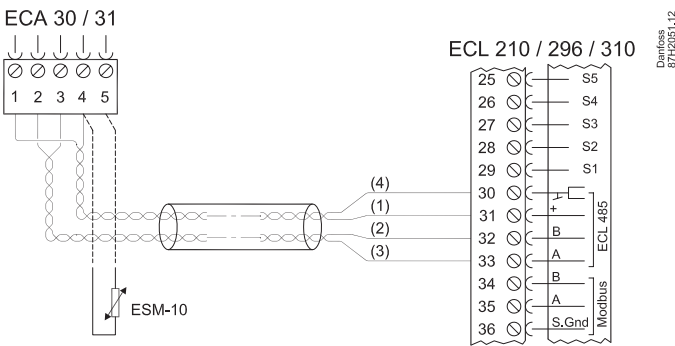 ECA 30 / 31
1 2 3 4 5
ECL 210 / 296 / 310
Danfoss
87H2051.12
25 S5
26 S4
27 S3
28 S2
29 S1
(4) 30
(1) 31 +
(2) 32 B
(3) 33 A
ECL 485
34 B
35 A
36 S.Gnd
Modbus
ESM-10